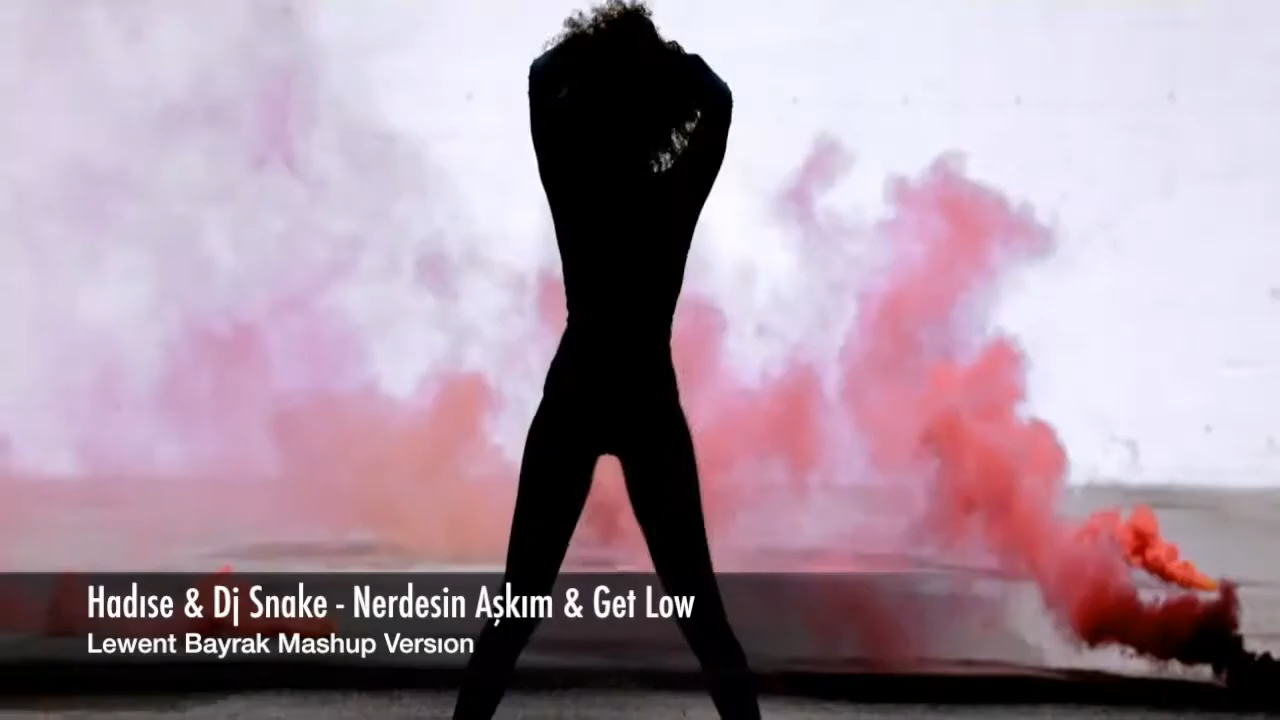 Hadıse & Dj Snake - Nerdesin Aşkım & Get Low
Lewent Bayrak Mashup Versıon